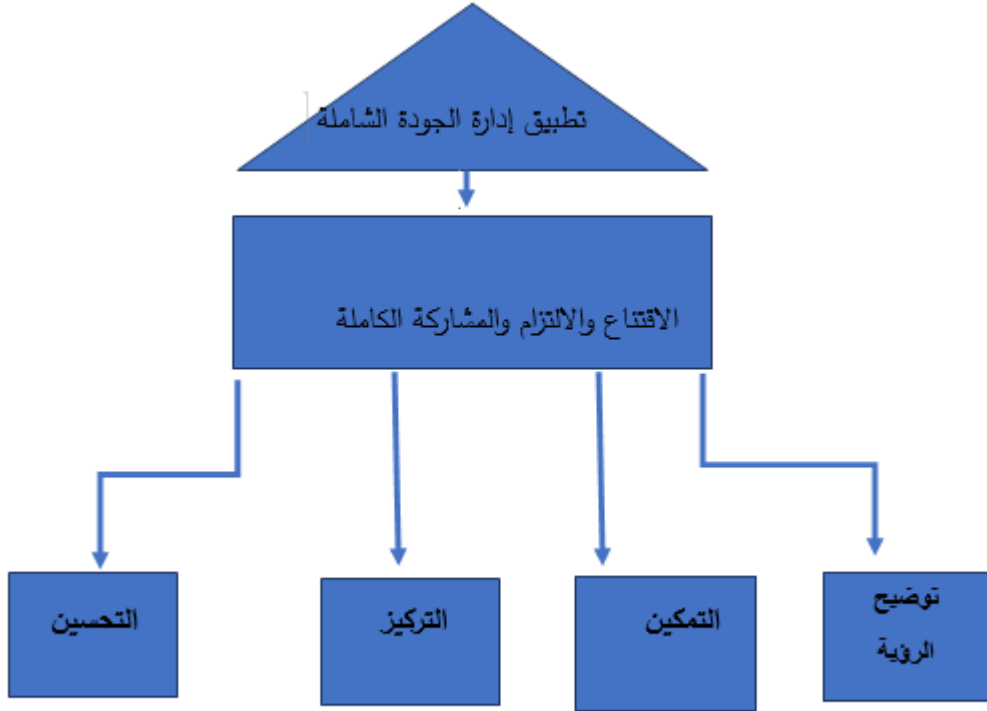 تطبيق إدارة الجودة الشاملة
الاقتناع والالتزام والمشاركة الكاملة
توضيح
الرؤية
التمكين
التركيز
التحسين